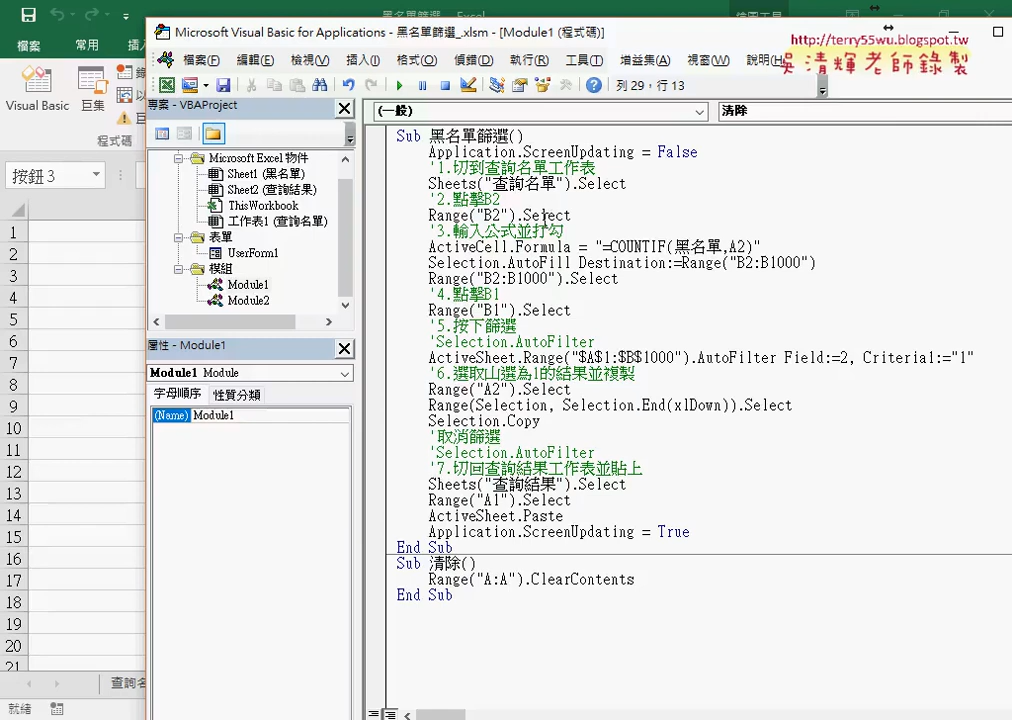 黑名單篩選_ - Excel
繪圖工具
Microsoft Visual Basic for Applications - 黑名單篩選_.xlsm - [Module1 (程式碼)]
http://terry55wu.blogspot.tw
吳清輝老師錄製
檔案 常用 插
檔案(F) 編輯(E) 檢視(V) 插入(I) 格式(O) 偵錯(D) 執行(R) 工具(T) 增益集(A) 視窗(W) 說明(H)
列 29，行 13
Visual Basic 巨集
程式碼
按鈕 3
專案 - VBAProject
Microsoft Excel 物件
Sheet1 (黑名單)
Sheet2 (查詢結果)
ThisWorkbook
工作表1 (查詢名單)
表單
UserForm1
模組
Module1
Module2
屬性 - Module1
Module1 Module
字母順序 性質分類
(Name) Module1
(一般) 清除
Sub 黑名單篩選()
Application.ScreenUpdating = False
'1.切到查詢名單工作表
Sheets("查詢名單").Select
'2.點擊B2
Range("B2").Select
'3.輸入公式並打勾
ActiveCell.Formula = "=COUNTIF(黑名單,A2)"
Selection.AutoFill Destination:=Range("B2:B1000")
Range("B2:B1000").Select
'4.點擊B1
Range("B1").Select
'5.按下篩選
'Selection.AutoFilter
ActiveSheet.Range("$A$1:$B$1000").AutoFilter Field:=2, Criteria1:="1"
'6.選取山選為1的結果並複製
Range("A2").Select
Range(Selection, Selection.End(xlDown)).Select
Selection.Copy
'取消篩選
'Selection.AutoFilter
'7.切回查詢結果工作表並貼上
Sheets("查詢結果").Select
Range("A1").Select
ActiveSheet.Paste
Application.ScreenUpdating = True
End Sub
Sub 清除()
Range("A:A").ClearContents
End Sub
1
2
3
4
5
6
7
8
9
10
11
12
13
14
15
16
17
18
19
20
21
查詢名
就緒